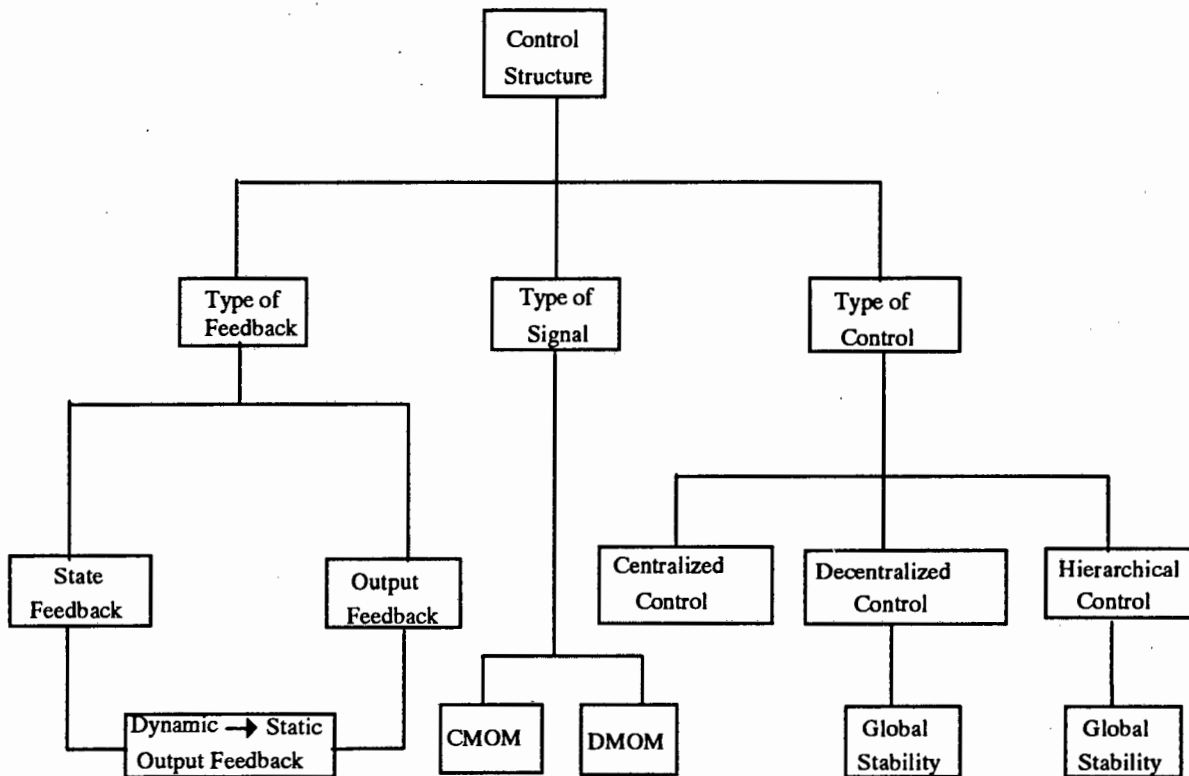 Control
Structure
Type of
Feedback
Type of
Signal
Type of
Control
State
Feedback
Output
Feedback
Centralized
Control
Decentralized
Control
Hierarchical
Control
Dynamic → Static
Output Feedback
CMOM
DMOM
Global
Stability
Global
Stability